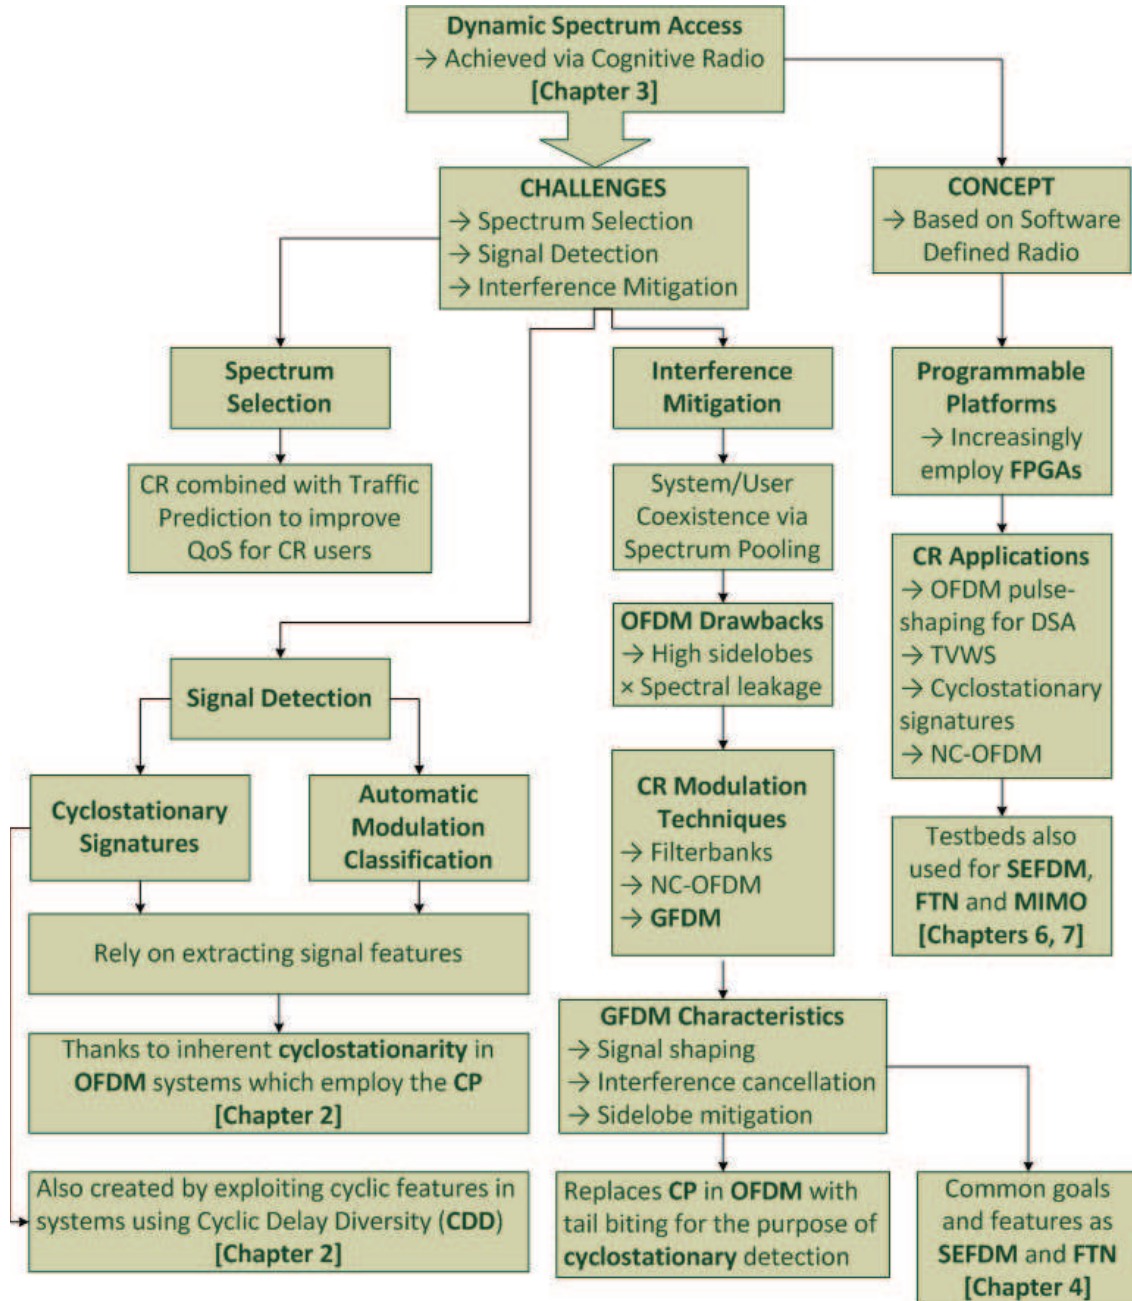 Dynamic Spectrum Access
→ Achieved via Cognitive Radio
[Chapter 3]
CHALLENGES
→ Spectrum Selection
→ Signal Detection
→ Interference Mitigation
CONCEPT
→ Based on Software
Defined Radio
Spectrum
Selection
Interference
Mitigation
Programmable
Platforms
→ Increasingly
employ FPGAs
CR combined with Traffic
Prediction to improve
QoS for CR users
System/User
Coexistence via
Spectrum Pooling
CR Applications
→ OFDM pulse-
shaping for DSA
→ TVWS
→ Cyclostationary
signatures
→ NC-OFDM
OFDM Drawbacks
→ High sidelobes
× Spectral leakage
Signal Detection
Cyclostationary
Signatures
Automatic
Modulation
Classification
CR Modulation
Techniques
→ Filterbanks
→ NC-OFDM
→ GFDM
Testbeds also
used for SEFDM,
FTN and MIMO
[Chapters 6, 7]
Rely on extracting signal features
GFDM Characteristics
→ Signal shaping
→ Interference cancellation
→ Sidelobe mitigation
Thanks to inherent cyclostationarity in
OFDM systems which employ the CP
[Chapter 2]
Also created by exploiting cyclic features in
systems using Cyclic Delay Diversity (CDD)
[Chapter 2]
Replaces CP in OFDM with
tail biting for the purpose of
cyclostationary detection
Common goals
and features as
SEFDM and FTN
[Chapter 4]